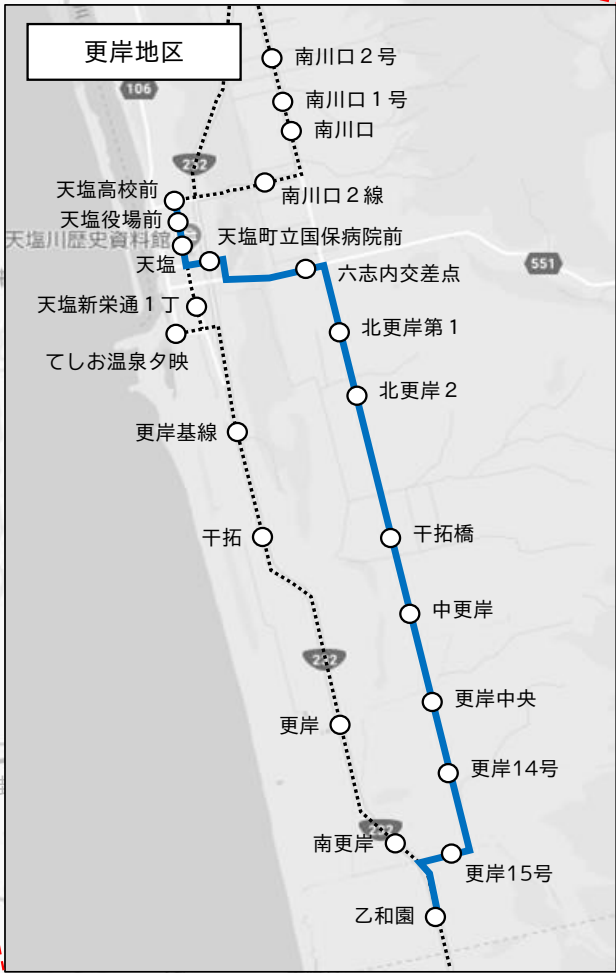 更岸地区
南川口２号
106
南川口１号
南川口
232
天塩高校前
南川口２線
天塩役場前
天塩川歴史資料館
天塩町立国保病院前
天塩
六志内交差点
551
天塩新栄通１丁
北更岸第１
てしお温泉夕映
北更岸２
更岸基線
干拓
干拓橋
中更岸
232
更岸中央
更岸
更岸14号
232
南更岸
更岸15号
乙和園